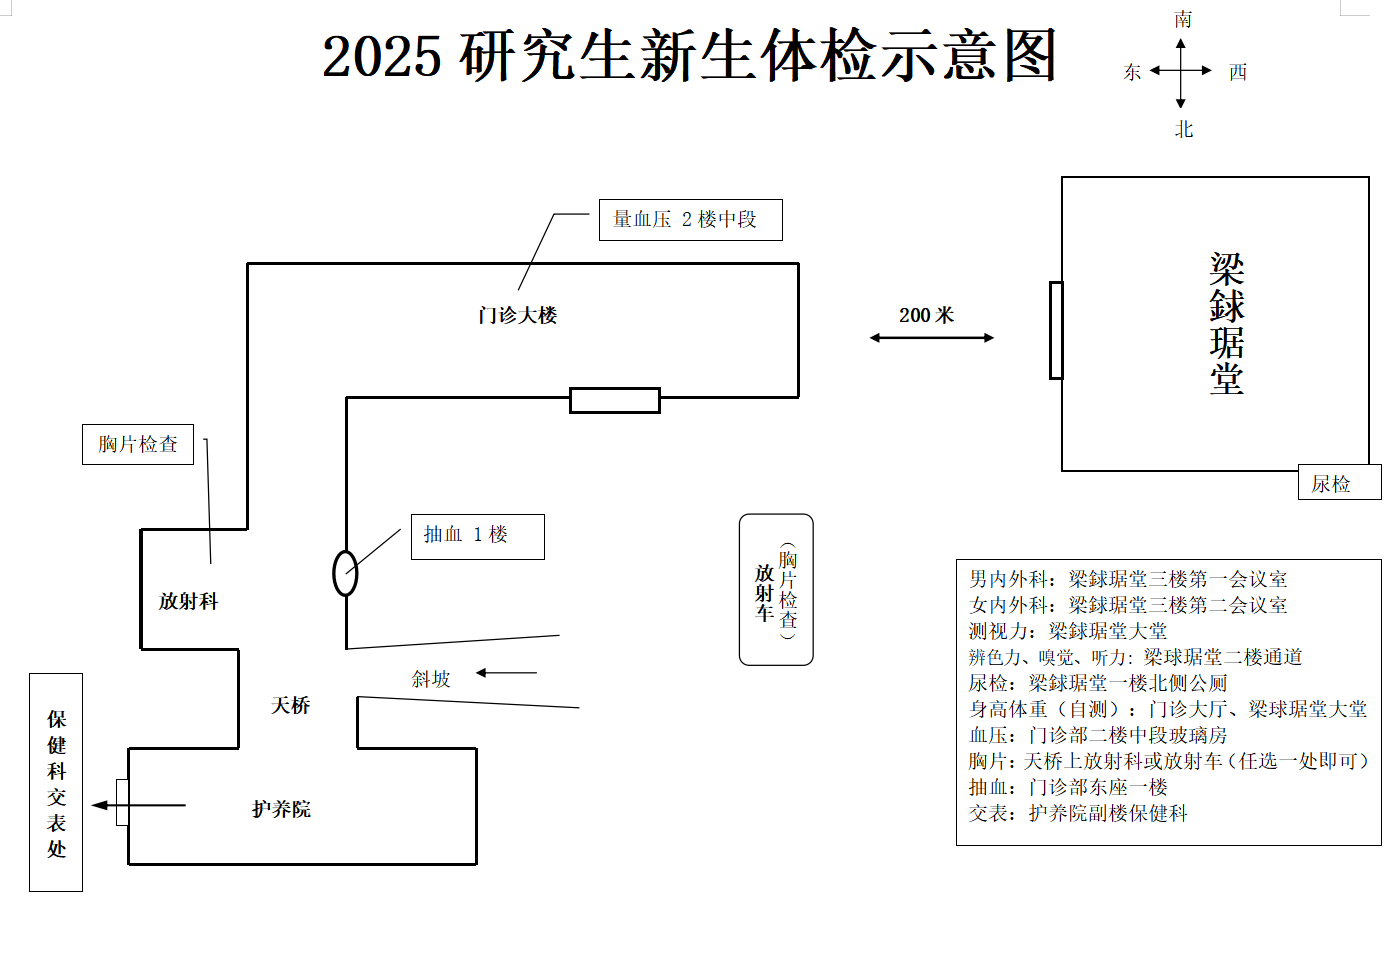 2025 研究生新生体检示意图
南
东
西
北
量血压 2 楼中段
门诊大楼
200 米
梁銶琚堂
胸片检查
尿检
抽血 1 楼
放射科
放射车
（胸片检查）
斜坡
天桥
护养院
保健科交表处
男内外科：梁銶琚堂三楼第一会议室
女内外科：梁銶琚堂三楼第二会议室
测视力：梁銶琚堂大堂
辨色力、嗅觉、听力: 梁球琚堂二楼通道
尿检：梁銶琚堂一楼北侧公厕
身高体重（自测）：门诊大厅、梁球琚堂大堂
血压：门诊部二楼中段玻璃房
胸片：天桥上放射科或放射车（任选一处即可）
抽血：门诊部东座一楼
交表：护养院副楼保健科